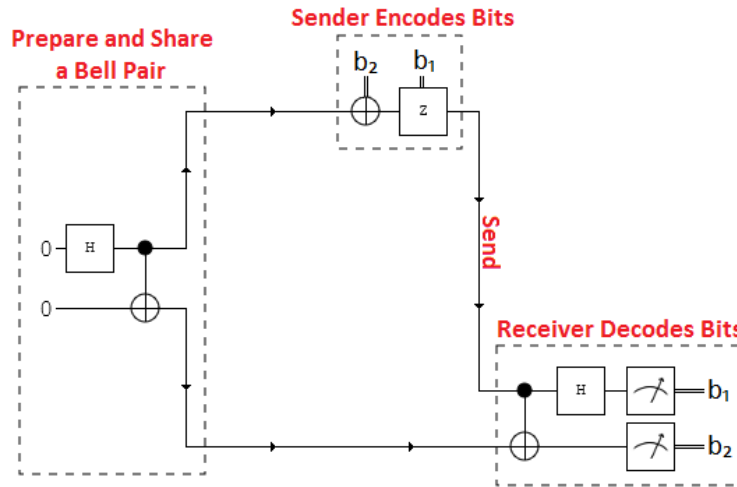 Sender Encodes Bits
Prepare and Share
a Bell Pair
b₂ b₁
Z
0 H
0
Send
Receiver Decodes Bits
H b₁
b₂